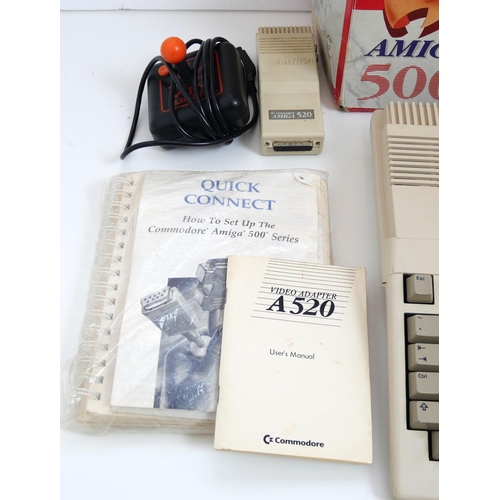 AMIGA
500
Commodore
AMIGA 520
QUICK
CONNECT
How To Set Up The
Commodore® Amiga® 500® Series
VIDEO ADAPTER
A520
User's Manual
Commodore
Esc
Ctrl